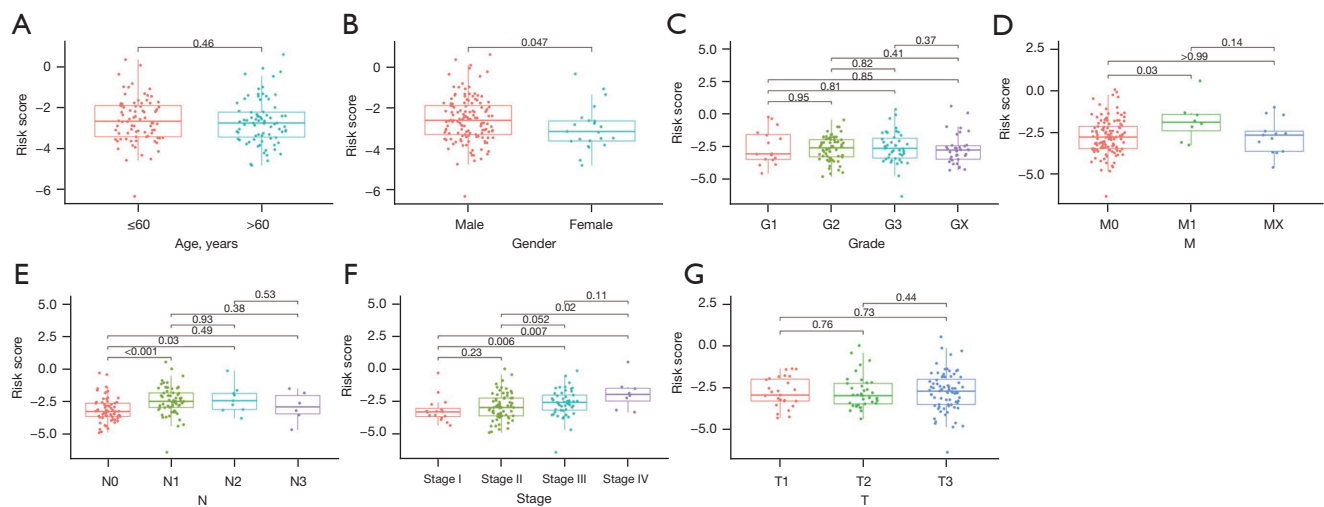 A
0.46
0
−2
−4
−6
Risk score
≤60
>60
Age, years
B
0.047
0
−2
−4
−6
Risk score
Male
Female
Gender
C
5.0
2.5
0.0
−2.5
−5.0
Risk score
0.37
0.41
0.82
0.85
0.81
0.95
G1
G2
G3
GX
Grade
D
2.5
0.0
−2.5
−5.0
Risk score
0.14
>0.99
0.03
M0
M1
MX
M
E
5.0
2.5
0.0
−2.5
−5.0
Risk score
0.53
0.38
0.93
0.49
0.03
<0.001
N0
N1
N2
N3
N
F
5.0
2.5
0.0
−2.5
−5.0
Risk score
0.11
0.02
0.052
0.007
0.006
0.23
Stage I
Stage II
Stage III
Stage IV
Stage
G
2.5
0.0
−2.5
−5.0
Risk score
0.44
0.73
0.76
T1
T2
T3
T